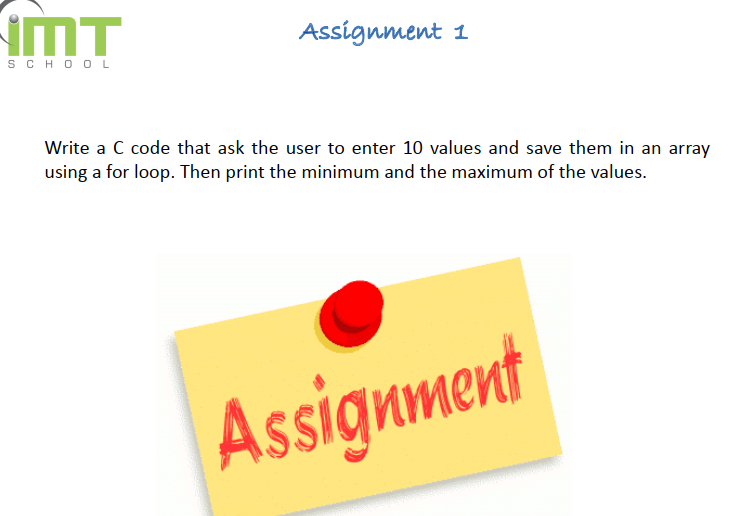 imT
SCHOOL
Assignment 1
Write a C code that ask the user to enter 10 values and save them in an array
using a for loop. Then print the minimum and the maximum of the values.
Assignment